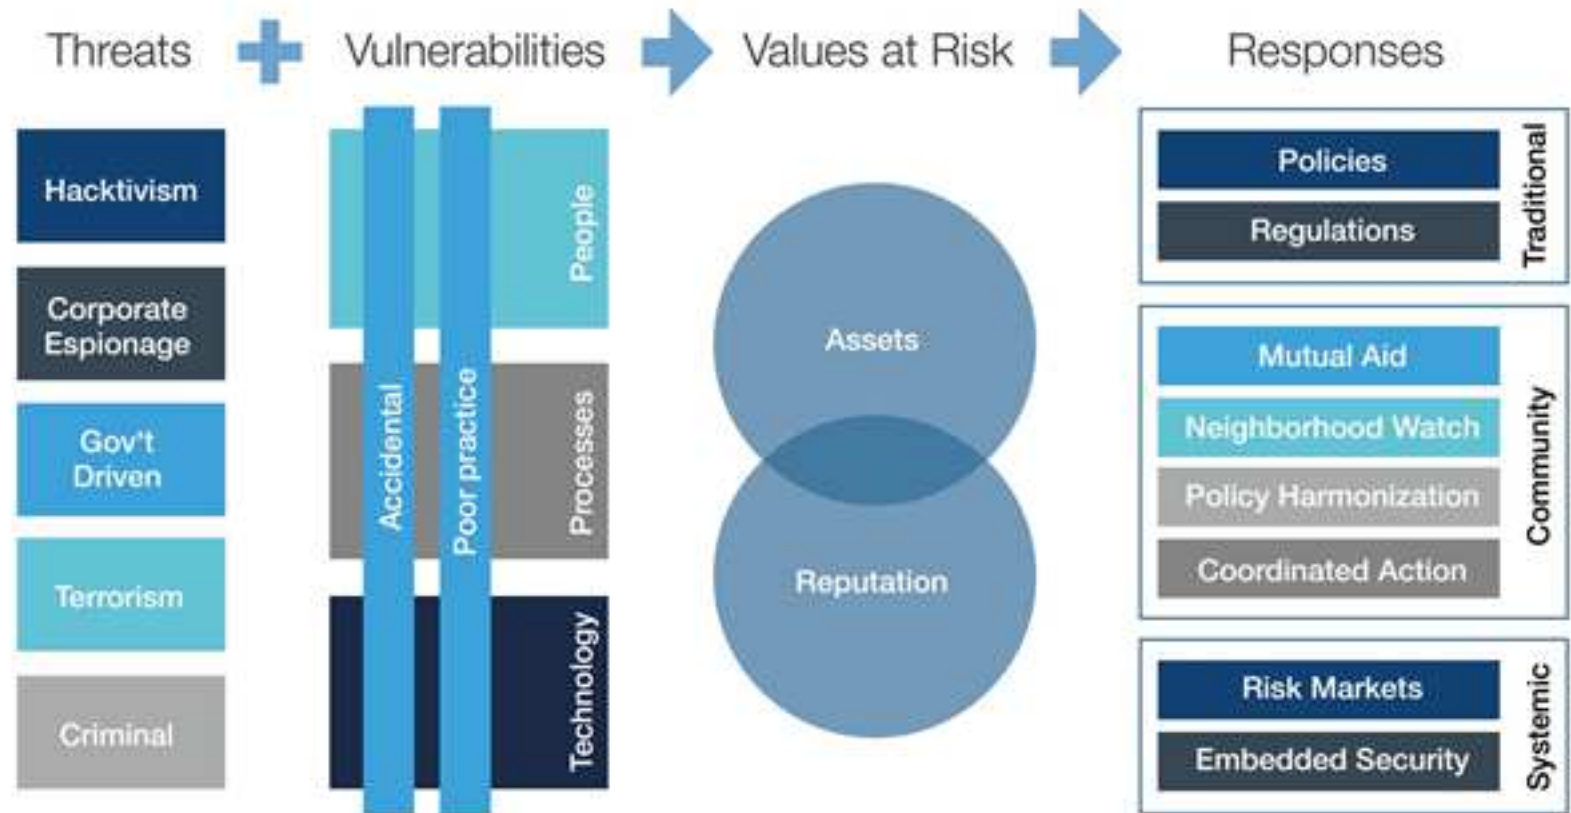 Threats
Vulnerabilities
Values at Risk
Responses
Hacktivism
Corporate
Espionage
Gov't
Driven
Terrorism
Criminal
Accidental
Poor practice
People
Processes
Technology
Assets
Reputation
Policies
Regulations
Traditional
Mutual Aid
Neighborhood Watch
Policy Harmonization
Coordinated Action
Community
Risk Markets
Embedded Security
Systemic